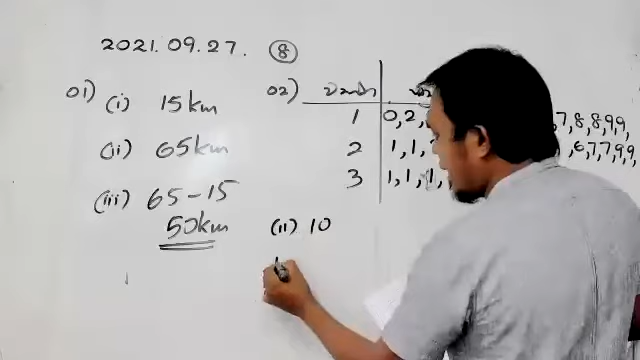 2021.09.27. 8
01) (i) 15km
(ii) 65km
(iii) 65-15
50km
02)
1 0, 2, 7, 8, 8, 9,9,
2 1, 1, 6, 7, 7, 9,9,
3 1, 1, 1,
(ii) 10